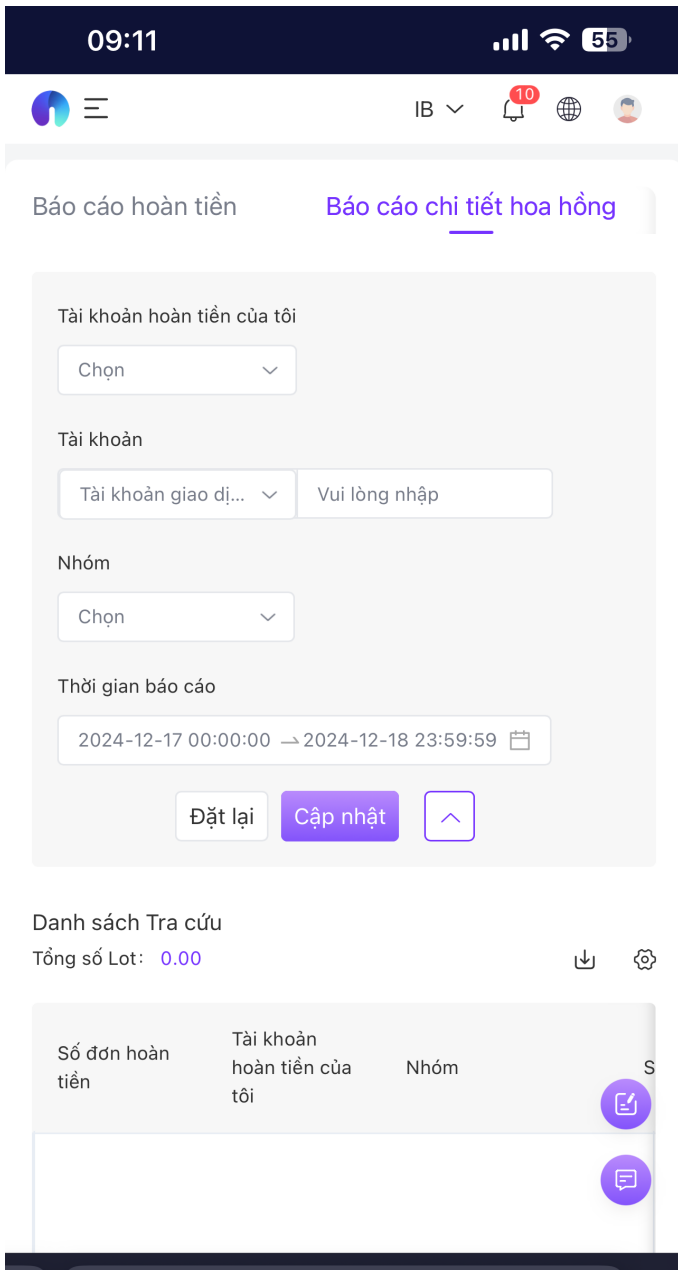 09:11
55
IB
10
Báo cáo hoàn tiền
Báo cáo chi tiết hoa hồng
Tài khoản hoàn tiền của tôi
Chọn
Tài khoản
Tài khoản giao dị...
Vui lòng nhập
Nhóm
Chọn
Thời gian báo cáo
2024-12-17 00:00:00
2024-12-18 23:59:59
Đặt lại
Cập nhật
Danh sách Tra cứu
Tổng số Lot: 0.00
Số đơn hoàn
tiền
Tài khoản
hoàn tiền của
tôi
Nhóm
S